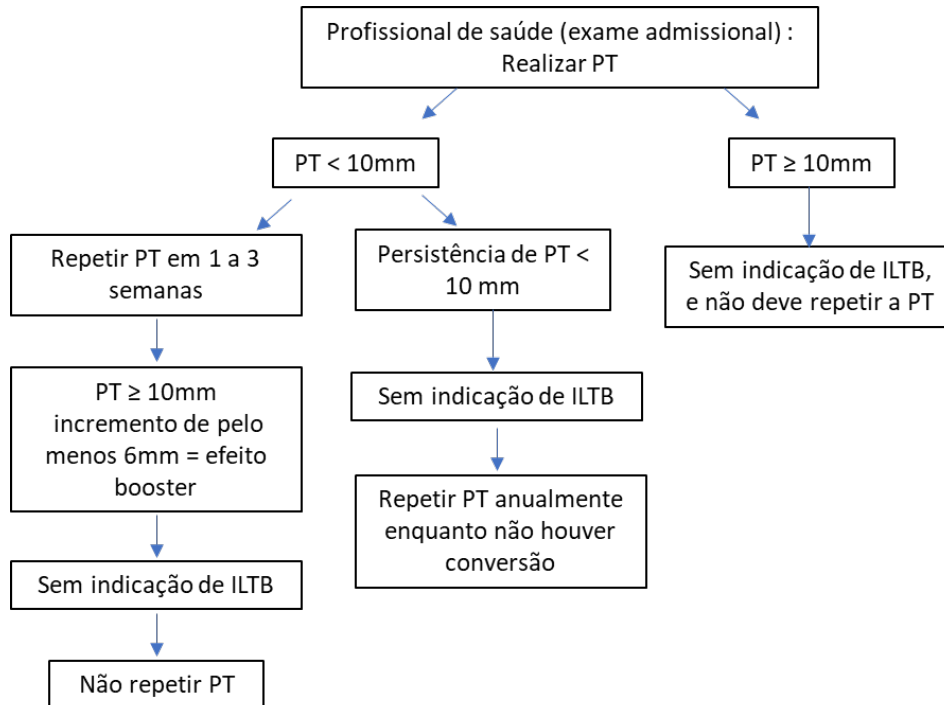 Profissional de saúde (exame admissional) :
Realizar PT
PT < 10mm
PT ≥ 10mm
Repetir PT em 1 a 3
semanas
Persistência de PT <
10 mm
Sem indicação de ILTB,
e não deve repetir a PT
PT ≥ 10mm
incremento de pelo
menos 6mm = efeito
booster
Sem indicação de ILTB
Repetir PT anualmente
enquanto não houver
conversão
Sem indicação de ILTB
Não repetir PT